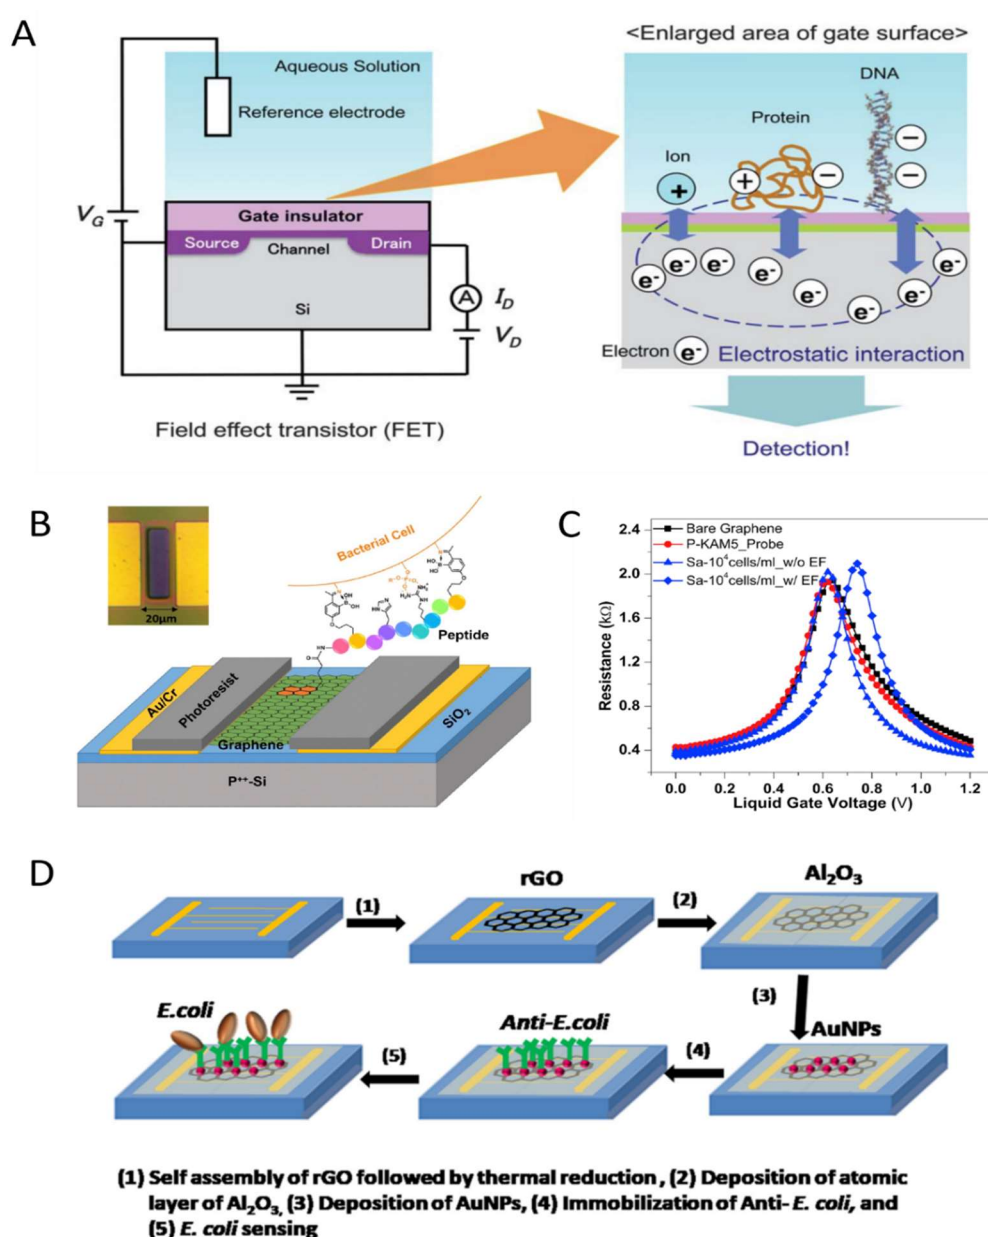 A
Aqueous Solution
Reference electrode
V_G
Gate insulator
Source
Channel
Drain
Si
A
I_D
V_D
Field effect transistor (FET)
<Enlarged area of gate surface>
DNA
Protein
Ion
+
+
−
−
−
e⁻
e⁻
e⁻
e⁻
e⁻
e⁻
e⁻
e⁻
Electron e⁻
Electrostatic interaction
Detection!
B
20μm
Bacterial Cell
Peptide
Au/Cr
Photoresist
Graphene
SiO₂
P⁺⁺-Si
C
Bare Graphene
P-KAM5_Probe
Sa-10⁴cells/ml_w/o EF
Sa-10⁴cells/ml_w/ EF
Resistance (kΩ)
2.4
2.0
1.6
1.2
0.8
0.4
0.0 0.2 0.4 0.6 0.8 1.0 1.2
Liquid Gate Voltage (V)
D
(1)
rGO
(2)
Al₂O₃
(3)
AuNPs
(4)
Anti-E.coli
(5)
E.coli
(1) Self assembly of rGO followed by thermal reduction , (2) Deposition of atomic
layer of Al₂O₃, (3) Deposition of AuNPs, (4) Immobilization of Anti- E. coli, and
(5) E. coli sensing